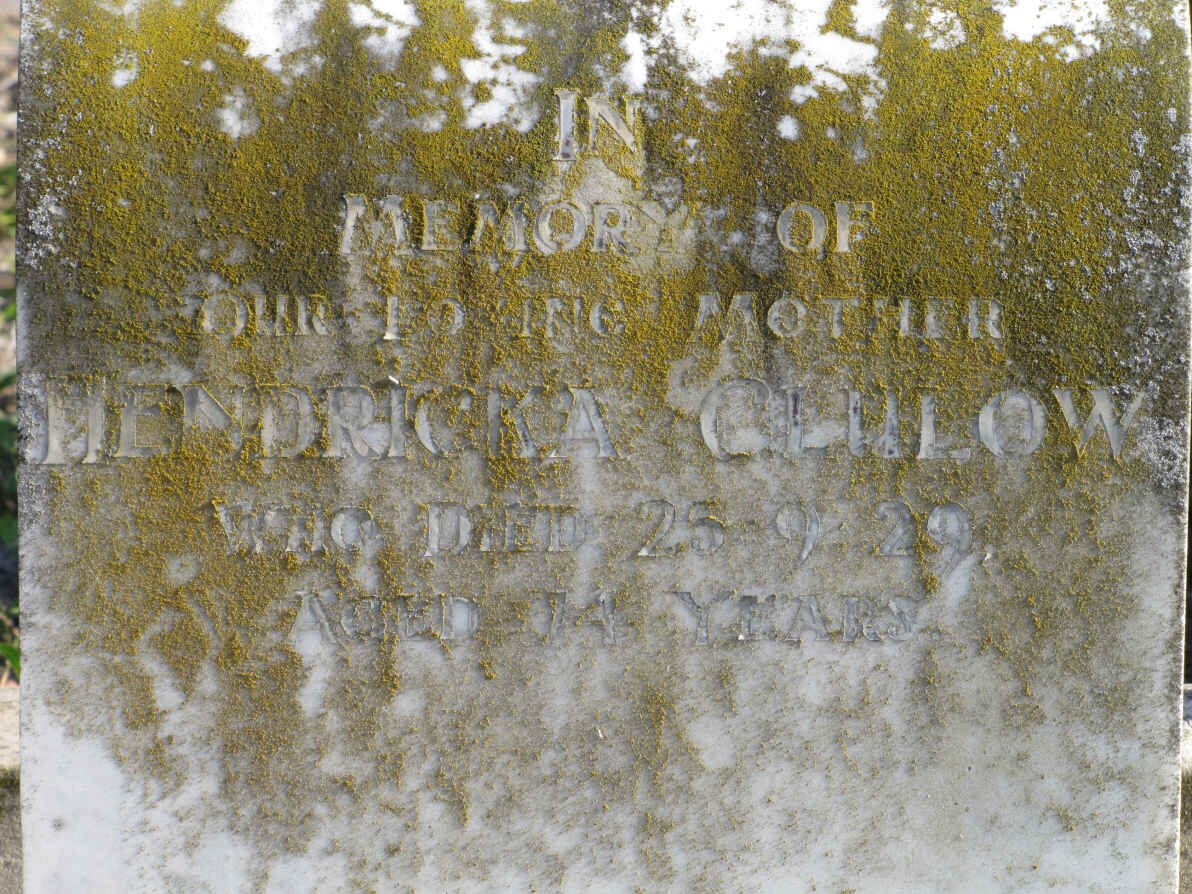 IN
MEMORY OF
OUR LOVING MOTHER
HENDRICKA CLULOW
WHO DIED 25 - 9 - 29
AGED 74 YEARS